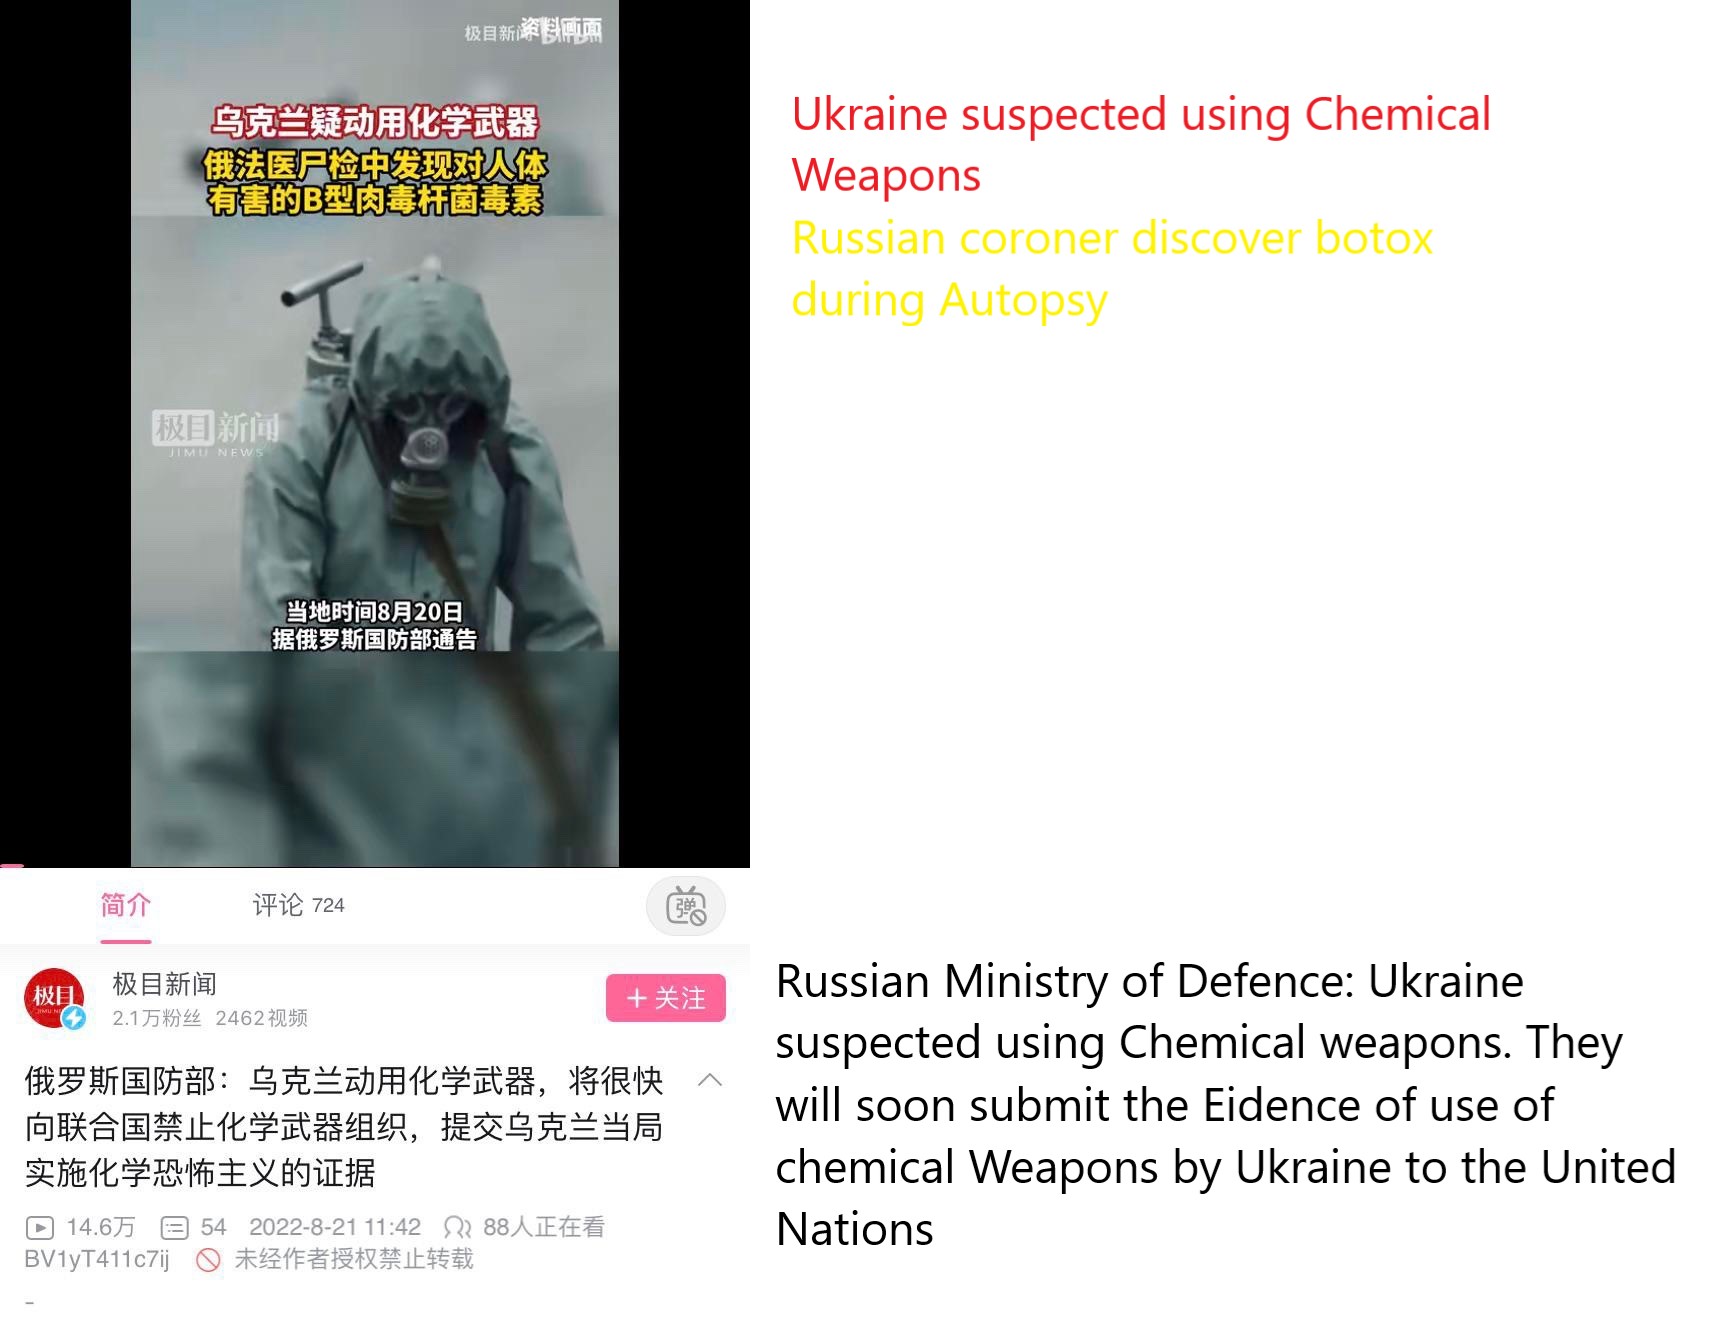 极目新闻
资料画面
乌克兰疑动用化学武器
俄法医尸检中发现对人体
有害的B型肉毒杆菌毒素
极目新闻
JIMU NEWS
当地时间8月20日
据俄罗斯国防部通告
Ukraine suspected using Chemical
Weapons
Russian coroner discover botox
during Autopsy
简介
评论 724
弹
极目
极目新闻
2.1万粉丝 2462视频
+ 关注
俄罗斯国防部：乌克兰动用化学武器，将很快
向联合国禁止化学武器组织，提交乌克兰当局
实施化学恐怖主义的证据
14.6万 54 2022-8-21 11:42 88人正在看
BV1yT411c7ij 未经作者授权禁止转载
-
Russian Ministry of Defence: Ukraine
suspected using Chemical weapons. They
will soon submit the Eidence of use of
chemical Weapons by Ukraine to the United
Nations